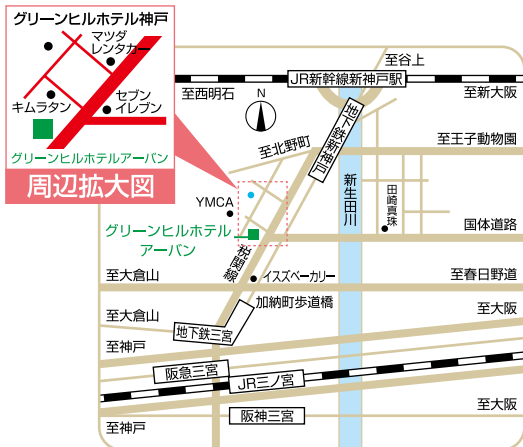 グリーンヒルホテル神戸
マツダ
レンタカー
キムラタン
セブン
イレブン
グリーンヒルホテルアーバン
周辺拡大図
至谷上
JR新幹線新神戸駅
至西明石
N
至新大阪
地下鉄新神戸
至北野町
至王子動物園
新生田川
田崎真珠
YMCA
グリーンヒルホテル
アーバン
国体道路
税関線
至大倉山
イスズベーカリー
至春日野道
加納町歩道橋
至大倉山
至大阪
地下鉄三宮
至神戸
阪急三宮
JR三ノ宮
至大阪
阪神三宮
至神戸